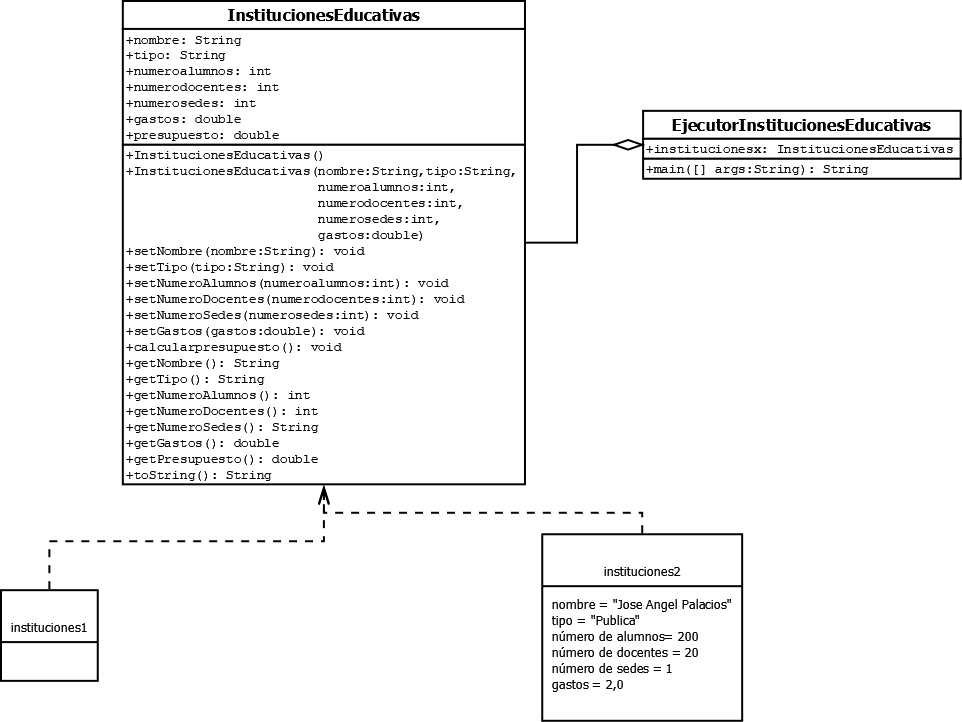 InstitucionesEducativas
+nombre: String
+tipo: String
+numeroalumnos: int
+numerodocentes: int
+numerosedes: int
+gastos: double
+presupuesto: double
+InstitucionesEducativas()
+InstitucionesEducativas(nombre:String,tipo:String,
numeroalumnos:int,
numerodocentes:int,
numerosedes:int,
gastos:double)
+setNombre(nombre:String): void
+setTipo(tipo:String): void
+setNumeroAlumnos(numeroalumnos:int): void
+setNumeroDocentes(numerodocentes:int): void
+setNumeroSedes(numerosedes:int): void
+setGastos(gastos:double): void
+calcularpresupuesto(): void
+getNombre(): String
+getTipo(): String
+getNumeroAlumnos(): int
+getNumeroDocentes(): int
+getNumeroSedes(): String
+getGastos(): double
+getPresupuesto(): double
+toString(): String
EjecutorInstitucionesEducativas
+institucionesx: InstitucionesEducativas
+main([] args:String): String
instituciones1
instituciones2
nombre = "Jose Angel Palacios"
tipo = "Publica"
número de alumnos= 200
número de docentes = 20
número de sedes = 1
gastos = 2,0